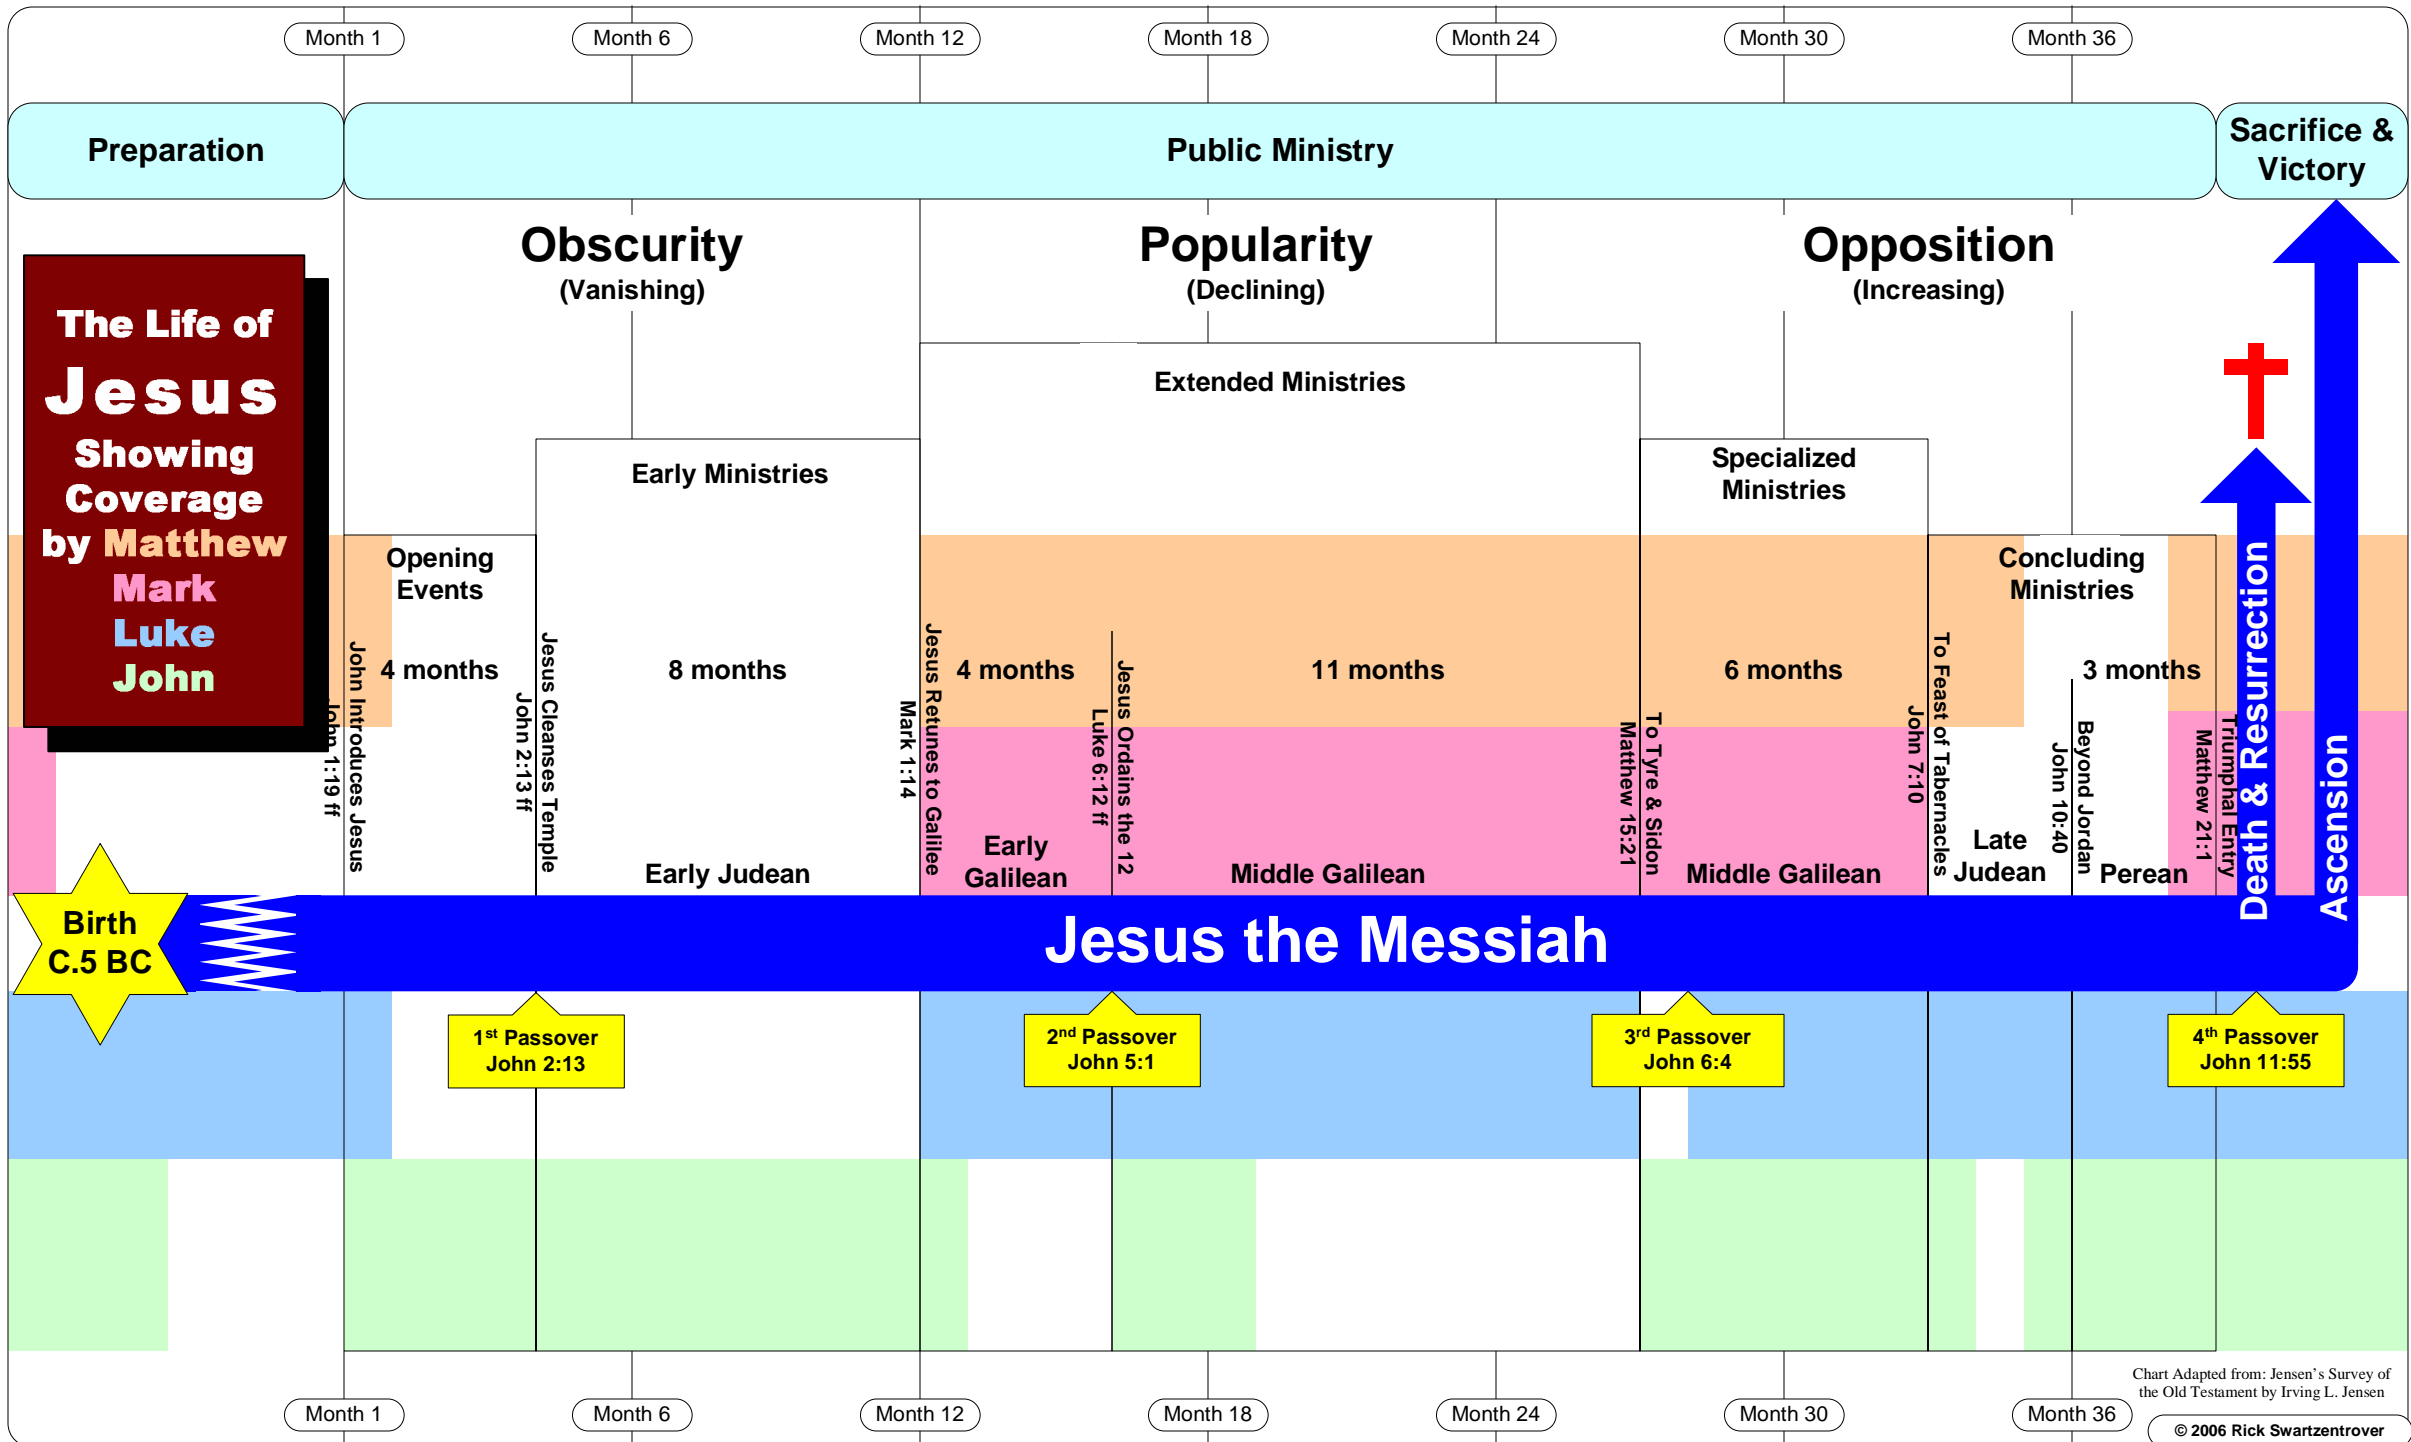 Month 1
Month 6
Month 12
Month 18
Month 24
Month 30
Month 36
Preparation
Public Ministry
Sacrifice &
Victory
Obscurity
(Vanishing)
Popularity
(Declining)
Opposition
(Increasing)
The Life of
Jesus
Showing
Coverage
by Matthew
Mark
Luke
John
Extended Ministries
Early Ministries
Specialized
Ministries
Opening
Events
Concluding
Ministries
4 months
8 months
4 months
11 months
6 months
3 months
John Introduces Jesus
John 1:19 ff
Jesus Cleanses Temple
John 2:13 ff
Jesus Retunes to Galilee
Mark 1:14
Jesus Ordains the 12
Luke 6:12 ff
To Tyre & Sidon
Matthew 15:21
To Feast of Tabernacles
John 7:10
Beyond Jordan
John 10:40
Triumphal Entry
Matthew 21:1
Death & Resurrection
Ascension
Early Judean
Early
Galilean
Middle Galilean
Middle Galilean
Late
Judean
Perean
Birth
C.5 BC
Jesus the Messiah
1st Passover
John 2:13
2nd Passover
John 5:1
3rd Passover
John 6:4
4th Passover
John 11:55
Chart Adapted from: Jensen's Survey of
the Old Testament by Irving L. Jensen
Month 1
Month 6
Month 12
Month 18
Month 24
Month 30
Month 36
© 2006 Rick Swartzentrover